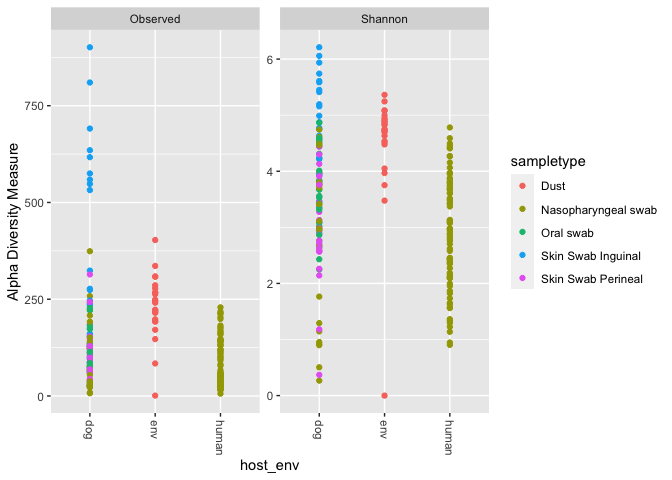 Observed
Shannon
Alpha Diversity Measure
750
500
250
0
6
4
2
0
dog
env
human
dog
env
human
host_env
sampletype
Dust
Nasopharyngeal swab
Oral swab
Skin Swab Inguinal
Skin Swab Perineal